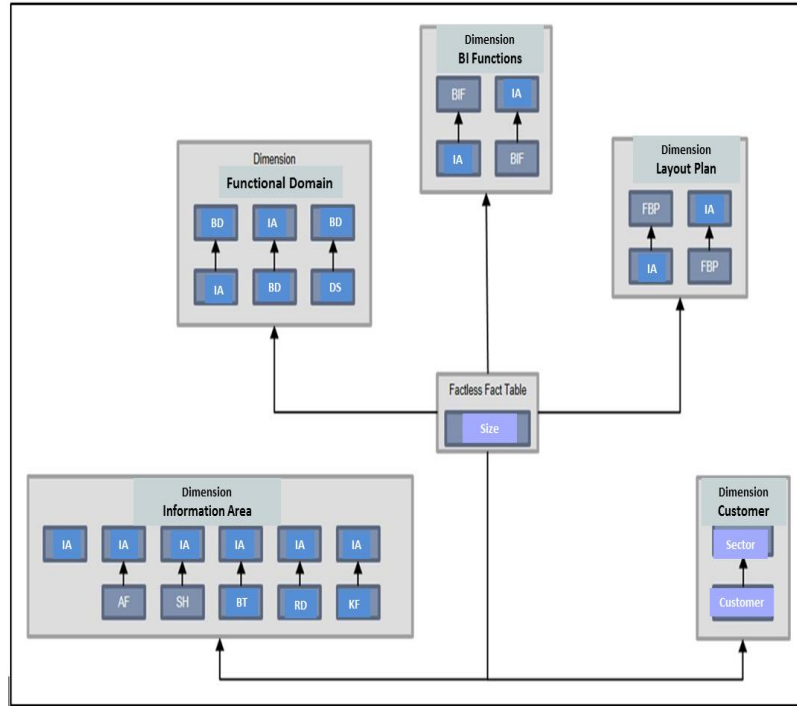 Dimension
BI Functions
BIF IA
IA BIF
Dimension
Functional Domain
BD IA BD
IA BD DS
Dimension
Layout Plan
FBP IA
IA FBP
Factless Fact Table
Size
Dimension
Information Area
IA IA IA IA IA IA
AF SH BT RD KF
Dimension
Customer
Sector
Customer